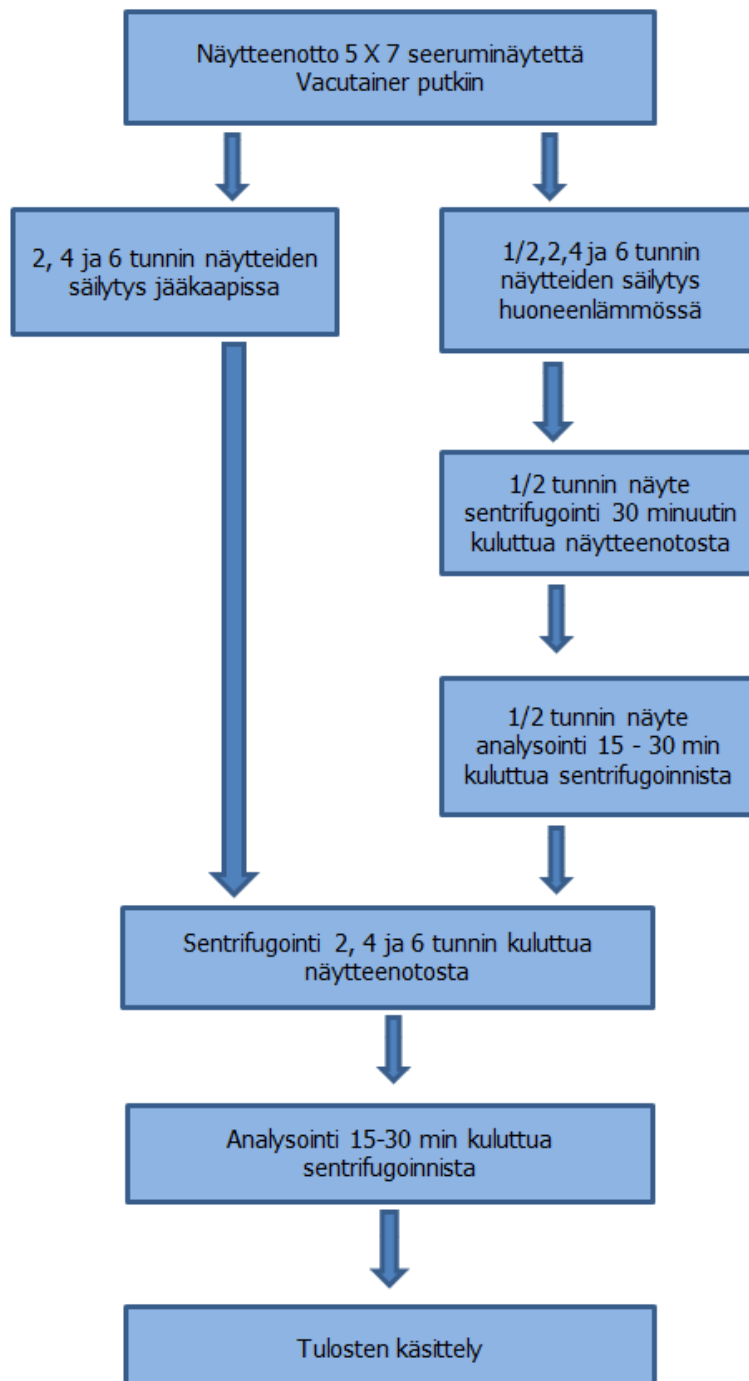 Näytteenotto 5 X 7 seeruminäytettä
Vacutainer putkiin
2, 4 ja 6 tunnin näytteiden
säilytys jääkaapissa
1/2,2,4 ja 6 tunnin
näytteiden säilytys
huoneenlämmössä
1/2 tunnin näyte
sentrifugointi 30 minuutin
kuluttua näytteenotosta
1/2 tunnin näyte
analysointi 15 - 30 min
kuluttua sentrifugoinnista
Sentrifugointi 2, 4 ja 6 tunnin kuluttua
näytteenotosta
Analysointi 15-30 min kuluttua
sentrifugoinnista
Tulosten käsittely